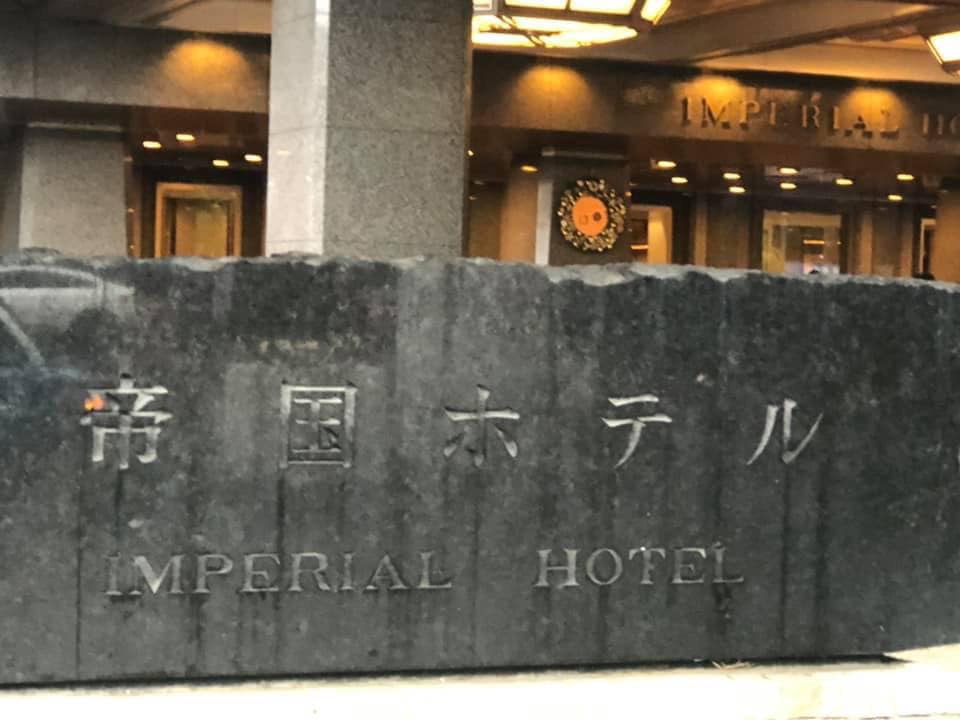 IMPERIAL HO
帝国ホテル
IMPERIAL HOTEL